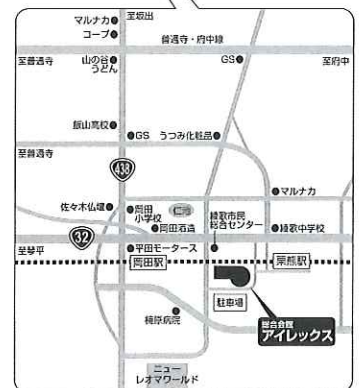 マルナカ
至坂出
コープ
善通寺・府中線
至善通寺
山の谷
うどん
GS
至府中
飯山高校
GS
うつみ化粧品
至善通寺
438
マルナカ
佐々木仏壇
岡田
小学校
仁池
綾歌市民
総合センター
岡田酒造
綾歌中学校
32
至琴平
平田モータース
岡田駅
栗熊駅
駐車場
総合会館
アイレックス
病院
ニュー
レオマワールド